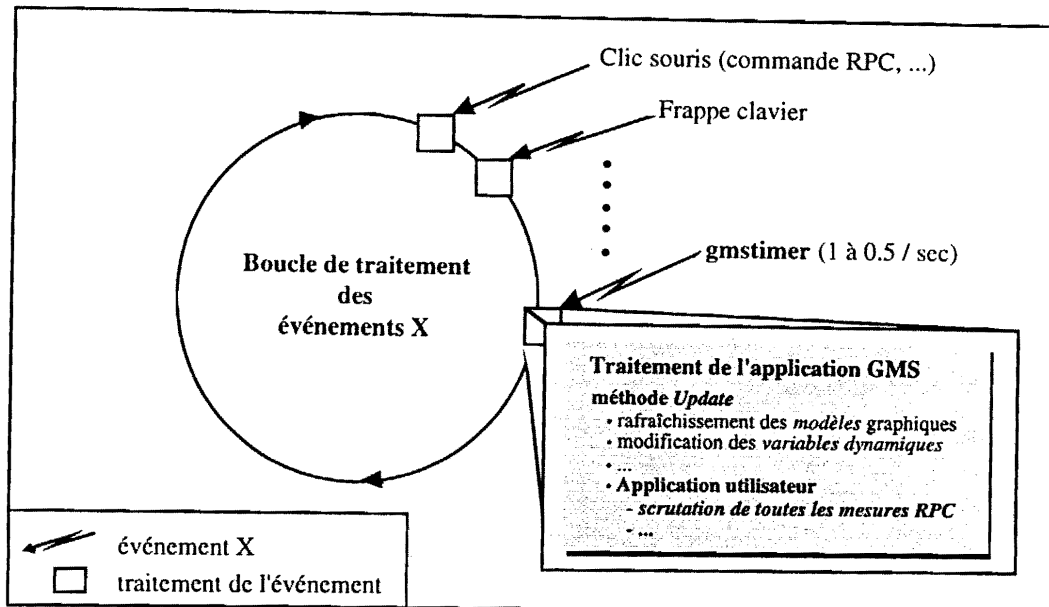 Clic souris (commande RPC, ...)
Frappe clavier
gmstimer (1 à 0.5 / sec)
Boucle de traitement
des
événements X
Traitement de l'application GMS
méthode Update
• rafraîchissement des modèles graphiques
• modification des variables dynamiques
• ...
• Application utilisateur
- scrutation de toutes les mesures RPC
- ...
événement X
traitement de l'événement